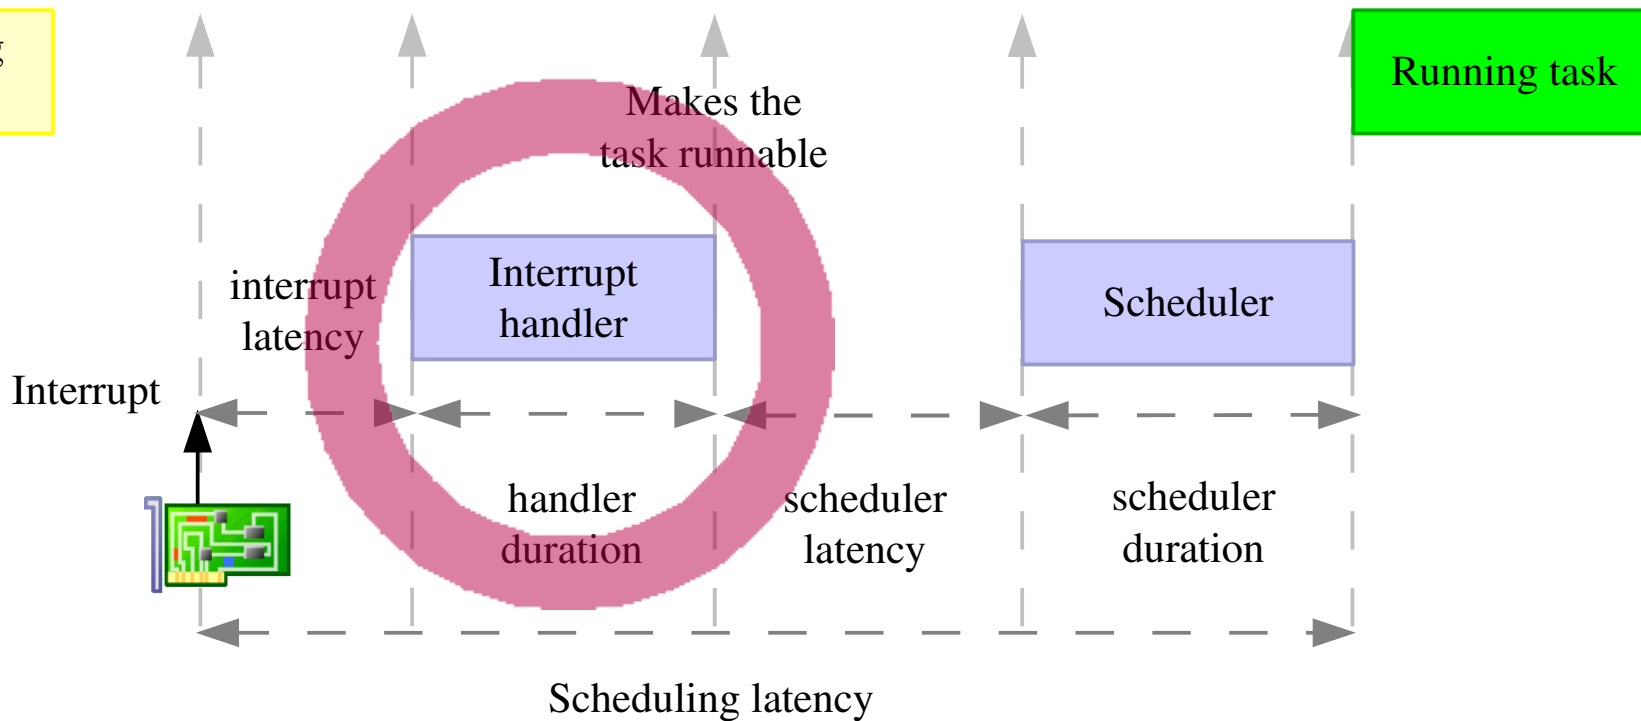 Running task
Makes the
task runnable
interrupt
latency
Interrupt
handler
Scheduler
Interrupt
handler
duration
scheduler
latency
scheduler
duration
Scheduling latency